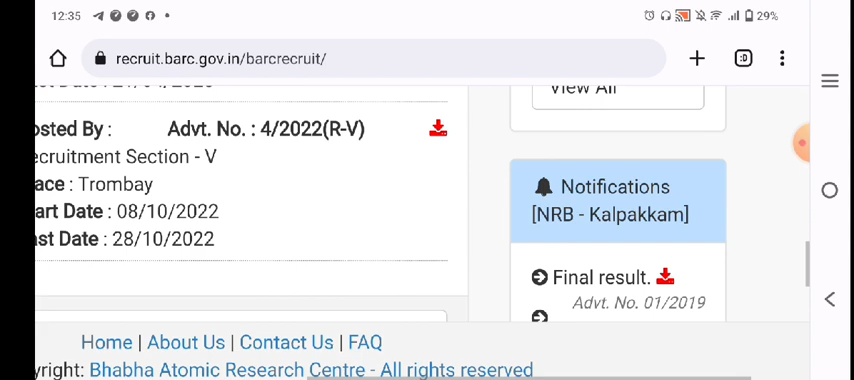 12:35
29%
recruit.barc.gov.in/barcrecruit/
:D
View All
osted By : Advt. No. : 4/2022(R-V)
ecruitment Section - V
ace : Trombay
art Date : 08/10/2022
ast Date : 28/10/2022
Notifications
[NRB - Kalpakkam]
Final result.
Advt. No. 01/2019
Home | About Us | Contact Us | FAQ
yright: Bhabha Atomic Research Centre - All rights reserved